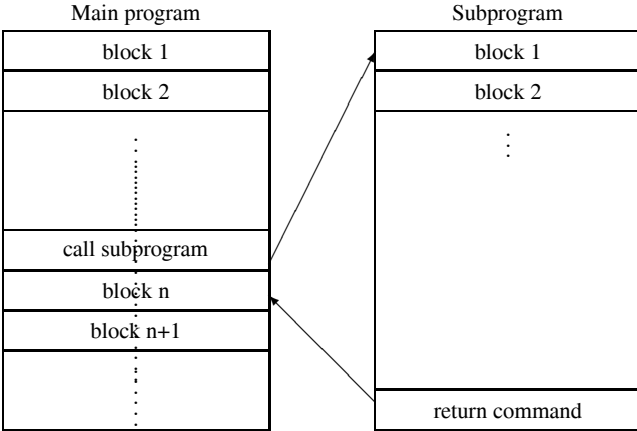 Main program
block 1
block 2
call subprogram
block n
block n+1
Subprogram
block 1
block 2
return command